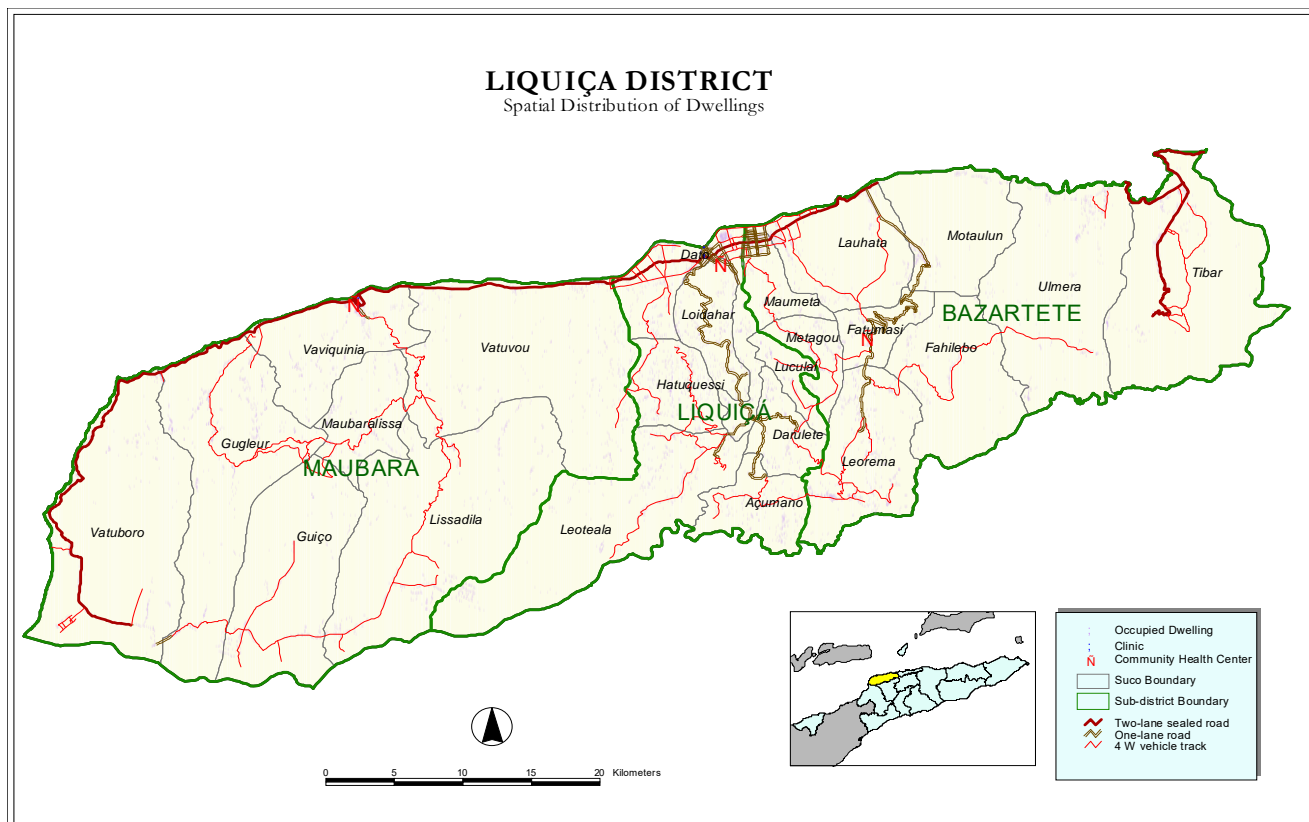 LIQUIÇA DISTRICT
Spatial Distribution of Dwellings
Lauhata
Motaulun
Dato
Tibar
Ulmera
Maumeta
Loidahar
BAZARTETE
Fatumasi
Metagou
Vaviquinia
Vatuvou
Fahilebo
Luculai
Hatuquessi
LIQUIÇÁ
Maubaralissa
Darulete
Gugleur
MAUBARA
Leorema
Açumano
Lissadila
Vatuboro
Guiço
Leoteala
Ñ
Ñ
Ñ
0 5 10 15 20 Kilometers
Occupied Dwelling
; Clinic
Ñ Community Health Center
Suco Boundary
Sub-district Boundary
Two-lane sealed road
One-lane road
4 W vehicle track